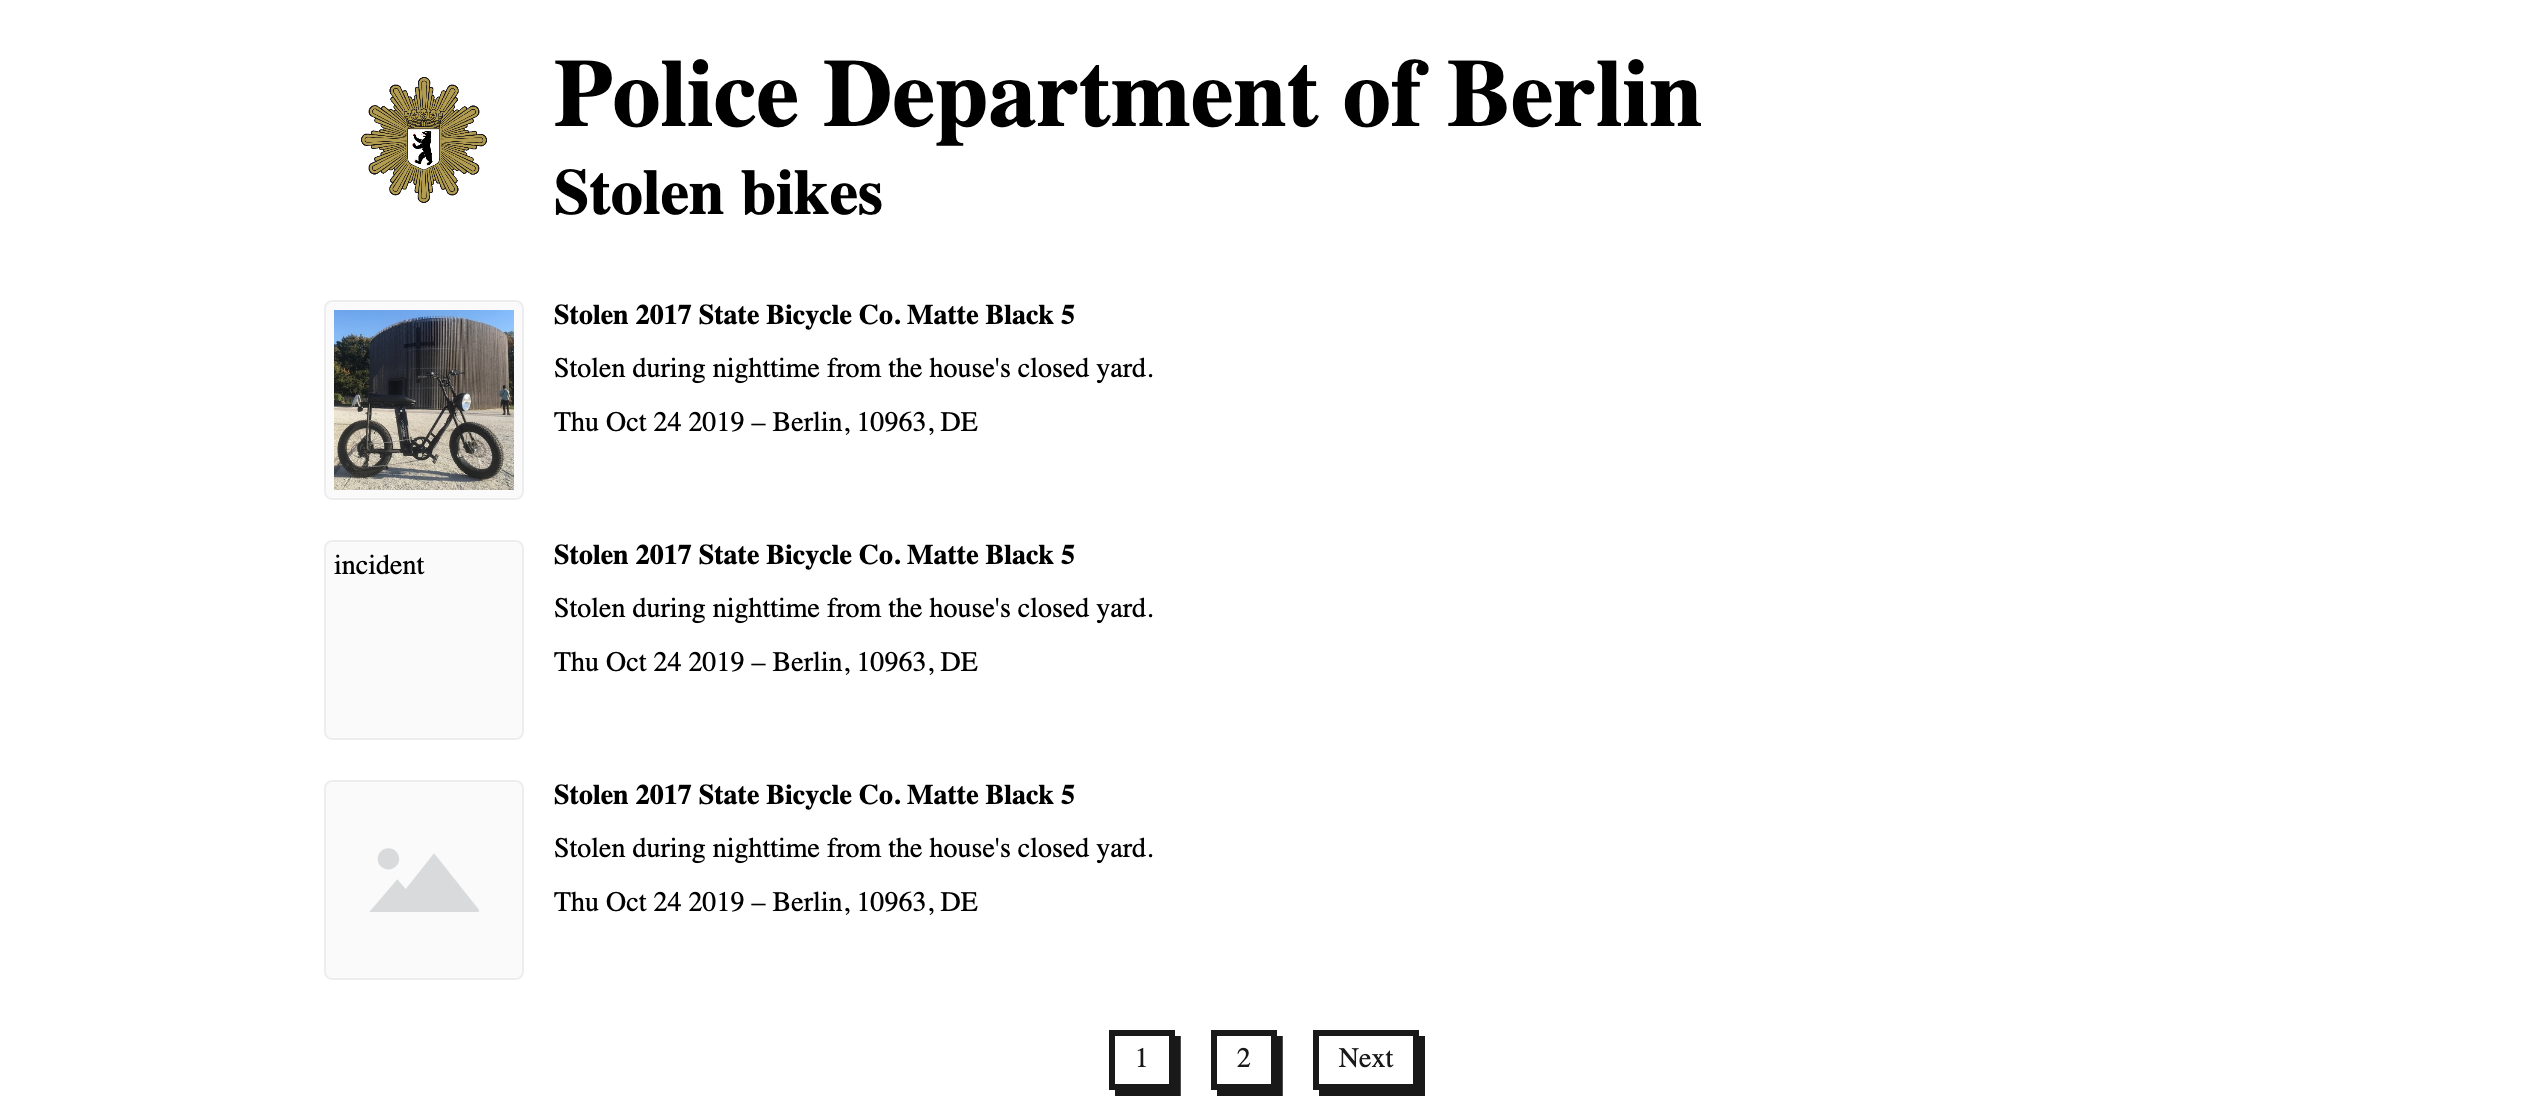 Police Department of Berlin
Stolen bikes
Stolen 2017 State Bicycle Co. Matte Black 5
Stolen during nighttime from the house's closed yard.
Thu Oct 24 2019 – Berlin, 10963, DE
incident
Stolen 2017 State Bicycle Co. Matte Black 5
Stolen during nighttime from the house's closed yard.
Thu Oct 24 2019 – Berlin, 10963, DE
Stolen 2017 State Bicycle Co. Matte Black 5
Stolen during nighttime from the house's closed yard.
Thu Oct 24 2019 – Berlin, 10963, DE
1 2 Next